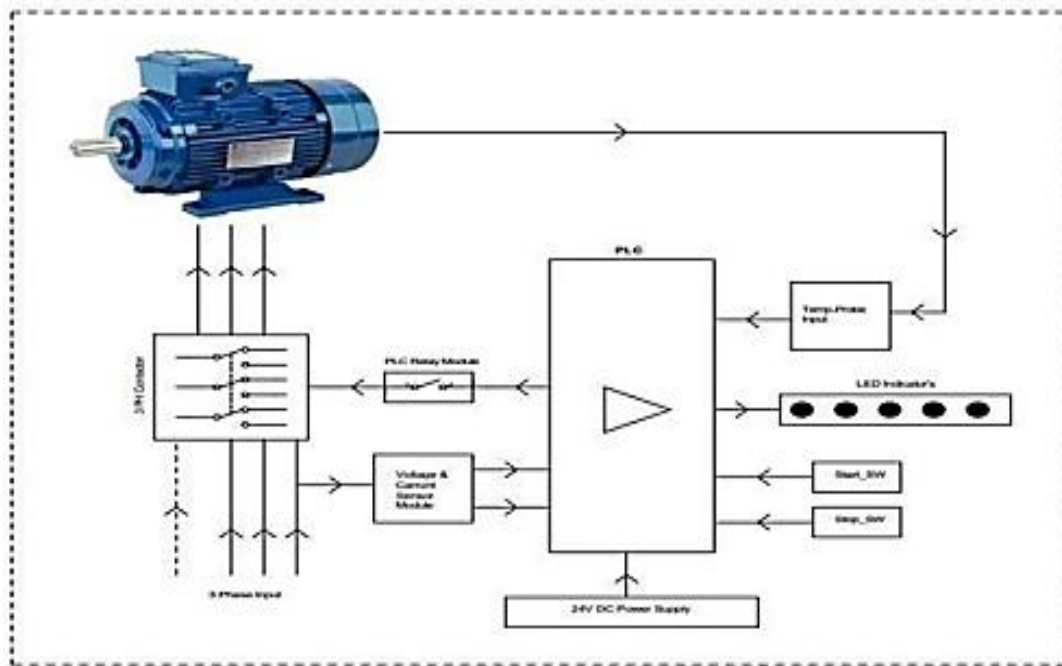 PLC
Temp.Probe
Input
3 PH Contactor
PLC Relay Module
LED Indicator's
Voltage &
Current
Sensor
Module
Start_SW
Stop_SW
3-Phase Input
24V DC Power Supply